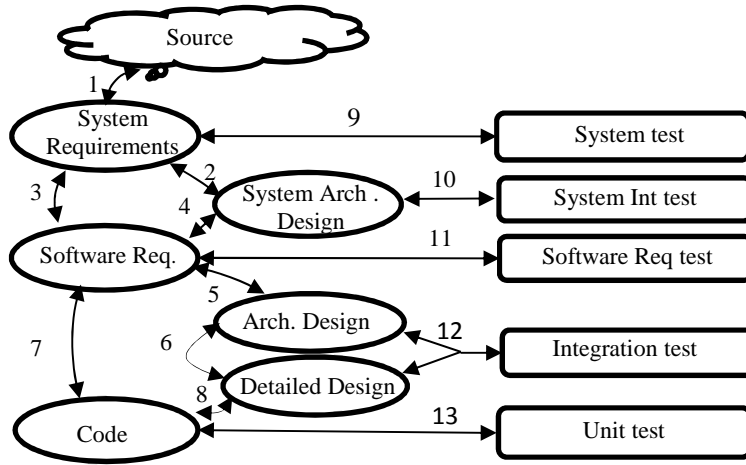 Source
1
System
Requirements
9
System test
2
3
4
System Arch .
Design
10
System Int test
Software Req.
11
Software Req test
5
Arch. Design
6
7
12
Integration test
Detailed Design
8
Code
13
Unit test